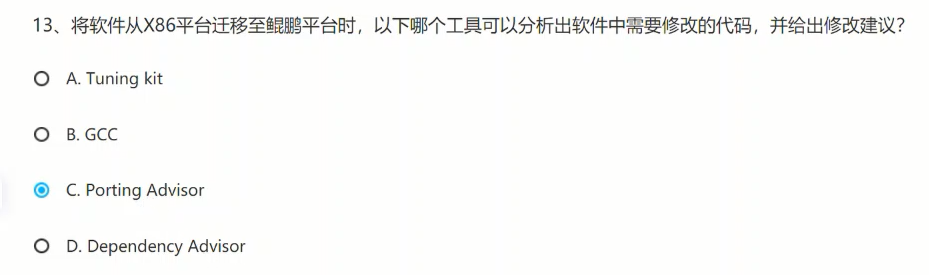 13、将软件从X86平台迁移至鲲鹏平台时，以下哪个工具可以分析出软件中需要修改的代码，并给出修改建议？
A. Tuning kit
B. GCC
C. Porting Advisor
D. Dependency Advisor